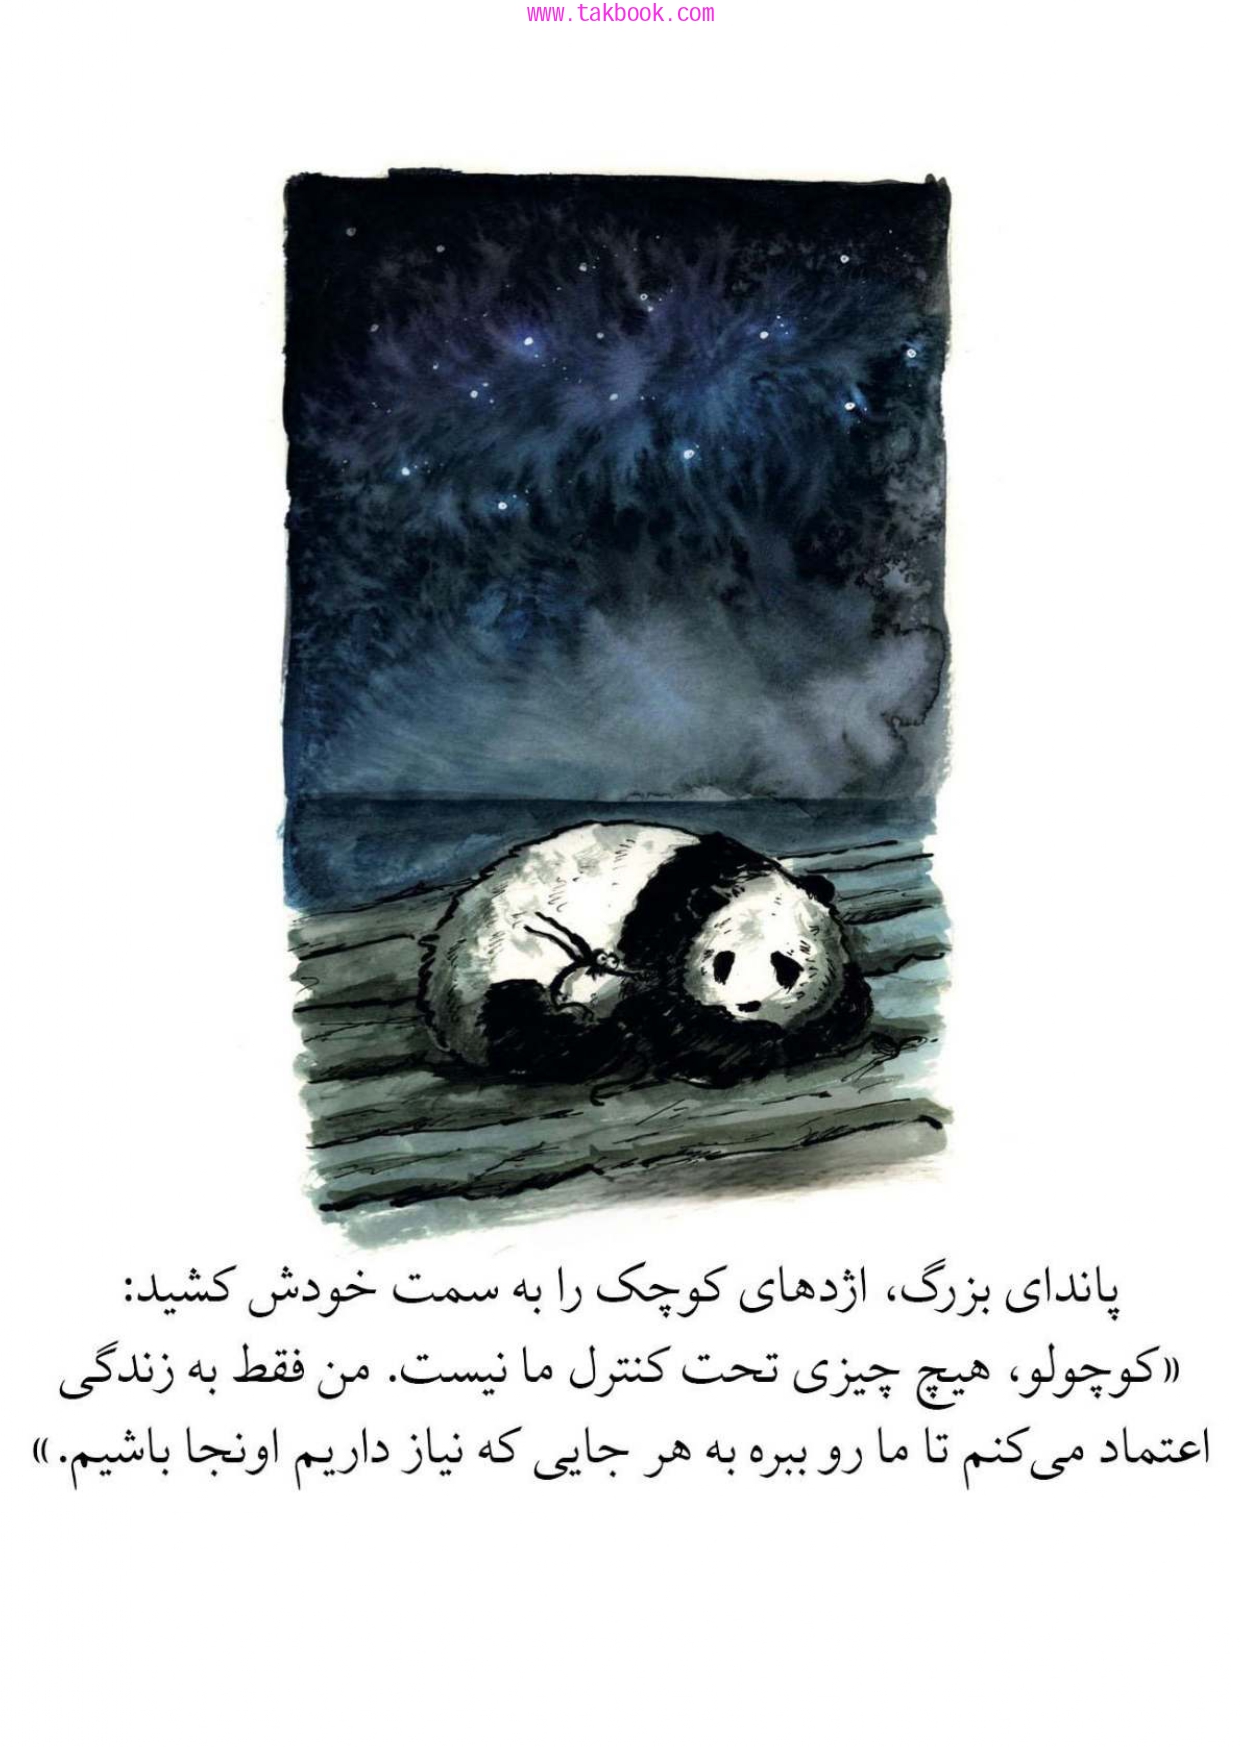 www.takbook.com
پاندای بزرگ، اژدهای کوچک را به سمت خودش کشید:
«کوچولو، هیچ چیزی تحت کنترل ما نیست. من فقط به زندگی
اعتماد می‌کنم تا ما رو ببره به هر جایی که نیاز داریم اونجا باشیم.»